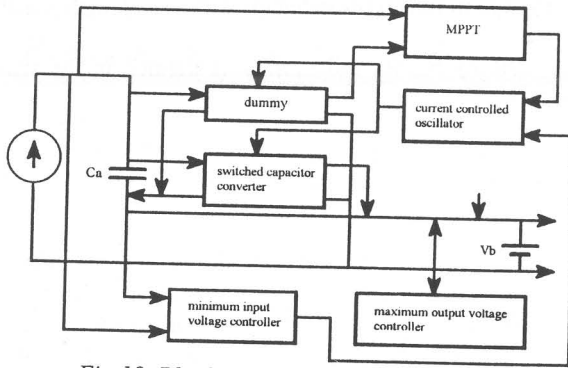 MPPT
dummy
current controlled
oscillator
Ca
switched capacitor
converter
Vb
minimum input
voltage controller
maximum output voltage
controller